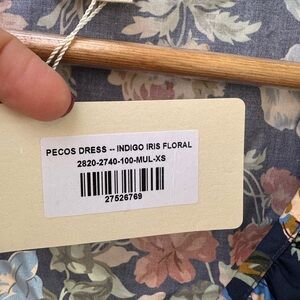 PECOS DRESS -- INDIGO IRIS FLORAL
2820-2740-100-MUL-XS
27526769